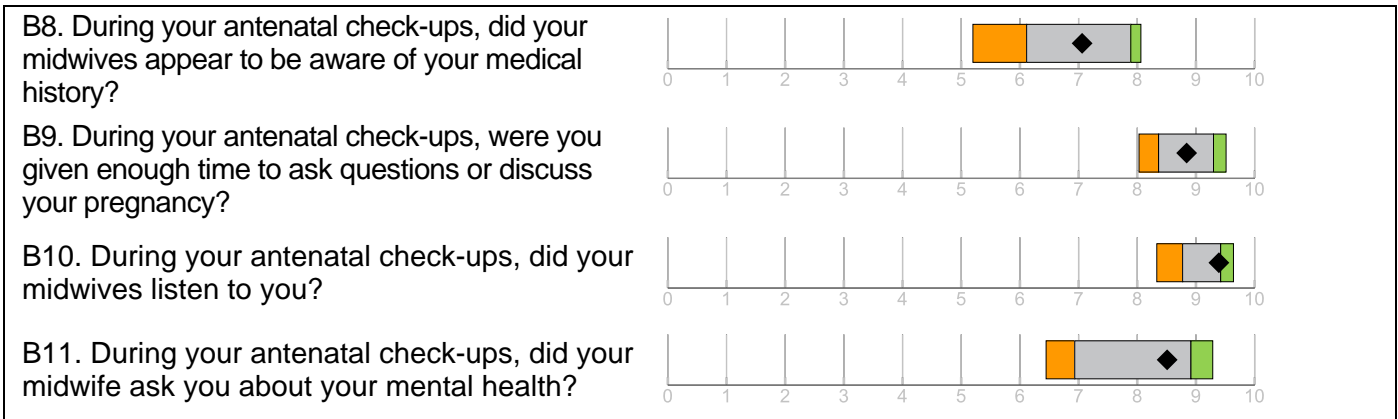 B8. During your antenatal check-ups, did your
midwives appear to be aware of your medical
history?
0 1 2 3 4 5 6 7 8 9 10
B9. During your antenatal check-ups, were you
given enough time to ask questions or discuss
your pregnancy?
0 1 2 3 4 5 6 7 8 9 10
B10. During your antenatal check-ups, did your
midwives listen to you?
0 1 2 3 4 5 6 7 8 9 10
B11. During your antenatal check-ups, did your
midwife ask you about your mental health?
0 1 2 3 4 5 6 7 8 9 10